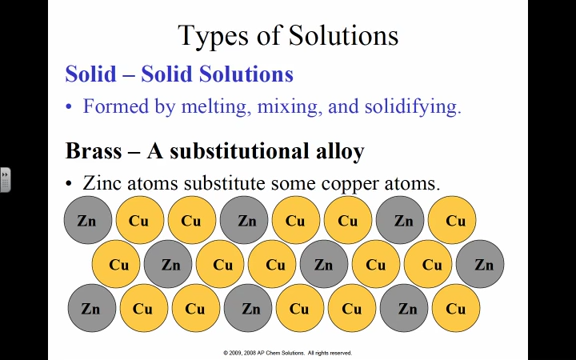 Types of Solutions
Solid – Solid Solutions
• Formed by melting, mixing, and solidifying.
Brass – A substitutional alloy
• Zinc atoms substitute some copper atoms.
Zn Cu Cu Zn Cu Cu Zn Cu
Cu Zn Cu Cu Zn Cu Cu Zn
Zn Cu Cu Zn Cu Cu Zn Cu
© 2009, 2008 AP Chem Solutions. All rights reserved.